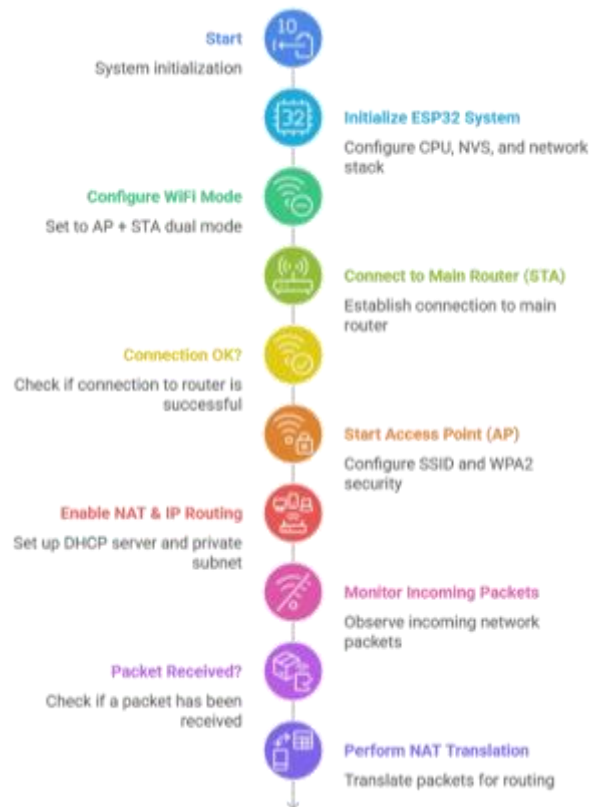 10
Start
System initialization
32
Initialize ESP32 System
Configure CPU, NVS, and network
stack
Configure WiFi Mode
Set to AP + STA dual mode
Connect to Main Router (STA)
Establish connection to main
router
Connection OK?
Check if connection to router is
successful
Start Access Point (AP)
Configure SSID and WPA2
security
Enable NAT & IP Routing
Set up DHCP server and private
subnet
Monitor Incoming Packets
Observe incoming network
packets
Packet Received?
Check if a packet has been
received
Perform NAT Translation
Translate packets for routing